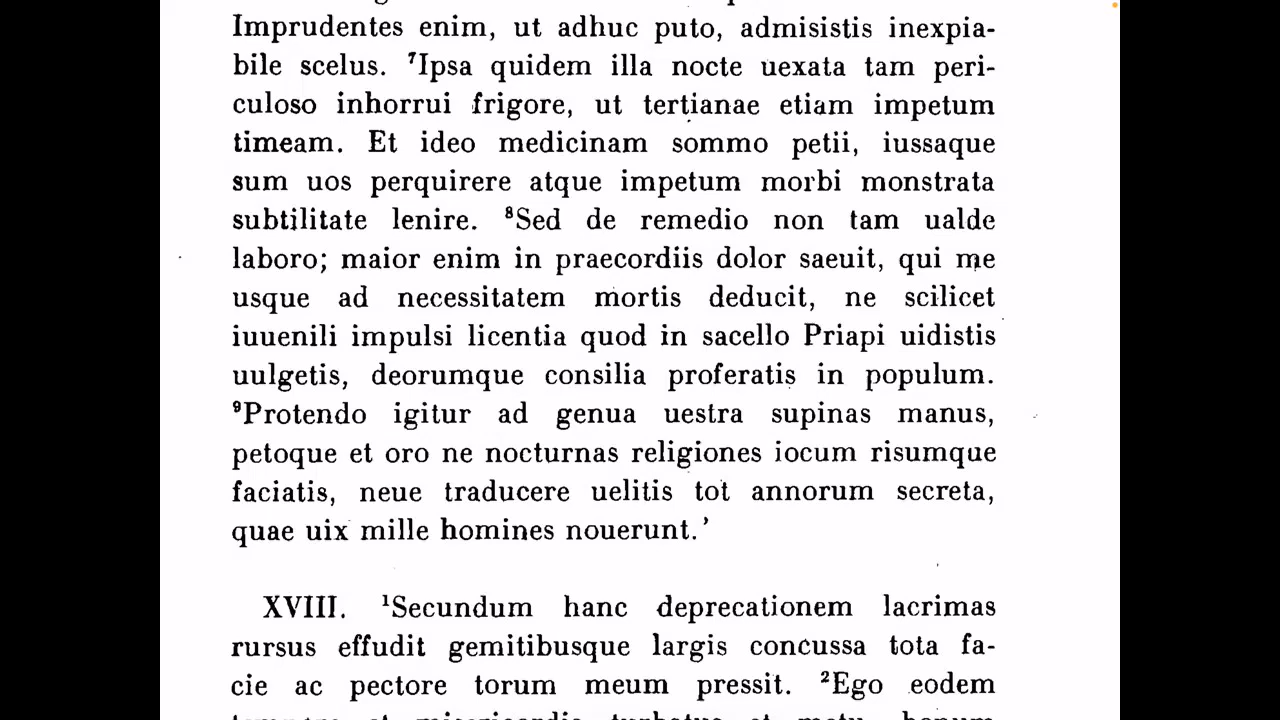 Imprudentes enim, ut adhuc puto, admisistis inexpia-
bile scelus. ⁷Ipsa quidem illa nocte uexata tam peri-
culoso inhorrui frigore, ut tertianae etiam impetum
timeam. Et ideo medicinam sommo petii, iussaque
sum uos perquirere atque impetum morbi monstrata
subtilitate lenire. ⁸Sed de remedio non tam ualde
laboro; maior enim in praecordiis dolor saeuit, qui me
usque ad necessitatem mortis deducit, ne scilicet
iuuenili impulsi licentia quod in sacello Priapi uidistis
uulgetis, deorumque consilia proferatis in populum.
⁹Protendo igitur ad genua uestra supinas manus,
petoque et oro ne nocturnas religiones iocum risumque
faciatis, neue traducere uelitis tot annorum secreta,
quae uix mille homines nouerunt.’
XVIII. ¹Secundum hanc deprecationem lacrimas
rursus effudit gemitibusque largis concussa tota fa-
cie ac pectore torum meum pressit. ²Ego eodem